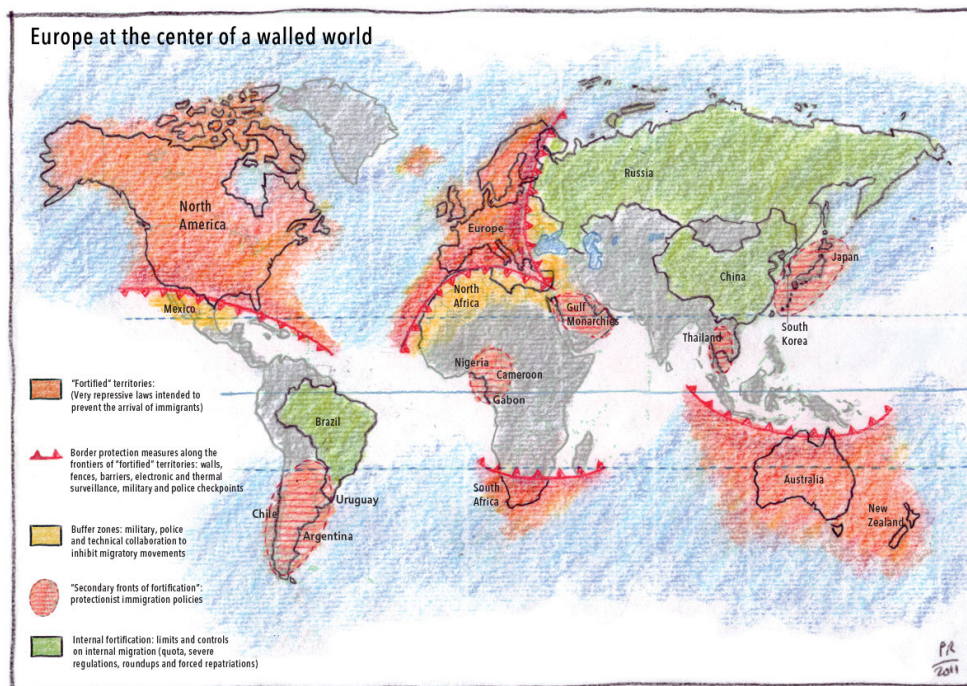 Europe at the center of a walled world
Russia
North
America
Europe
Japan
China
North
Africa
Gulf
Monarchies
Mexico
South
Korea
Thailand
Nigeria
Cameroon
Gabon
"Fortified" territories:
(Very repressive laws intended to
prevent the arrival of immigrants)
Brazil
Border protection measures along the
frontiers of "fortified" territories: walls,
fences, barriers, electronic and thermal
surveillance, military and police checkpoints
South
Africa
Australia
Uruguay
Chile
New
Zealand
Argentina
Buffer zones: military, police
and technical collaboration to
inhibit migratory movements
"Secondary fronts of fortification":
protectionist immigration policies
Internal fortification: limits and controls
on internal migration (quota, severe
regulations, roundups and forced repatriations)
PR
2011